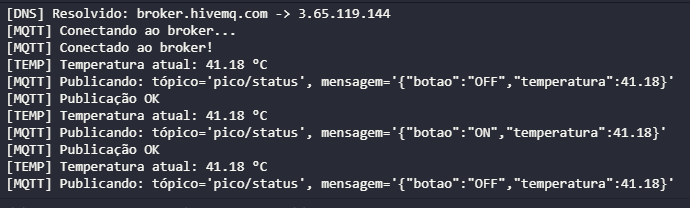 [DNS] Resolvido: broker.hivemq.com -> 3.65.119.144
[MQTT] Conectando ao broker...
[MQTT] Conectado ao broker!
[TEMP] Temperatura atual: 41.18 °C
[MQTT] Publicando: tópico='pico/status', mensagem='{"botao":"OFF","temperatura":41.18}'
[MQTT] Publicação OK
[TEMP] Temperatura atual: 41.18 °C
[MQTT] Publicando: tópico='pico/status', mensagem='{"botao":"ON","temperatura":41.18}'
[MQTT] Publicação OK
[TEMP] Temperatura atual: 41.18 °C
[MQTT] Publicando: tópico='pico/status', mensagem='{"botao":"OFF","temperatura":41.18}'